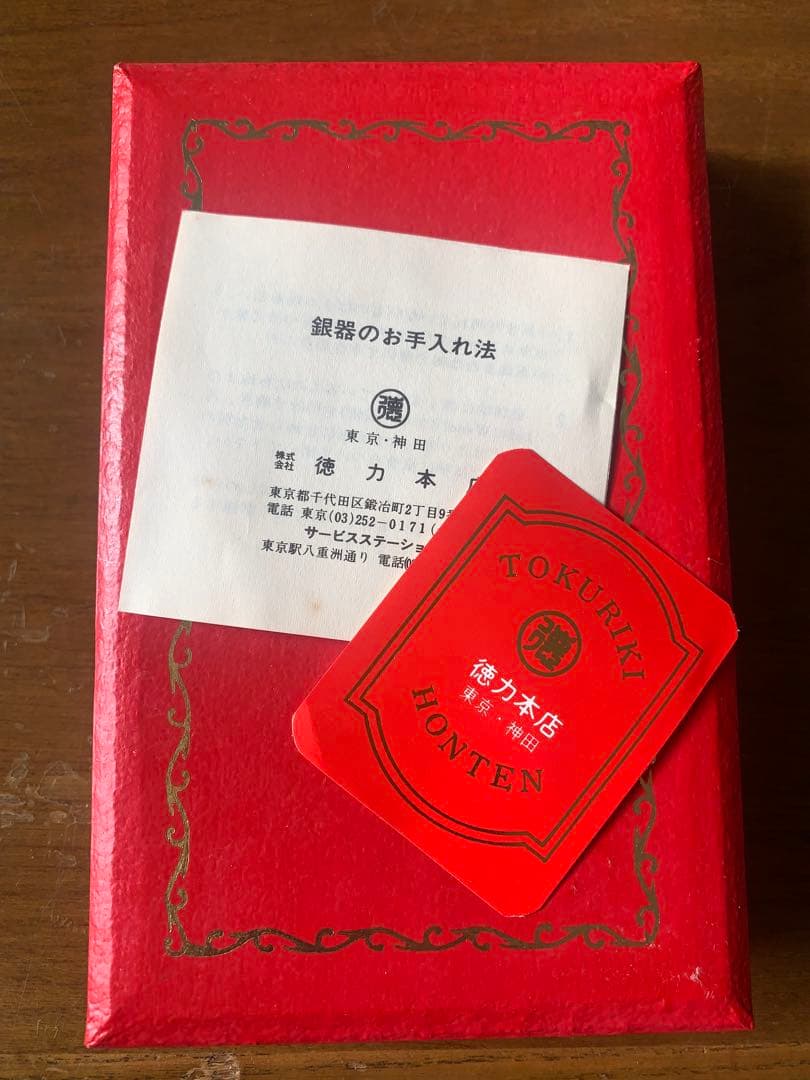 銀器のお手入れ法
東京・神田
株式会社 徳力本店
東京都千代田区鍛冶町2丁目9
電話 東京(03)252-0171(
サービスステーショ
東京駅八重洲通り 電話(0
TOKURIKI
徳力本店
東京・神田
HONTEN